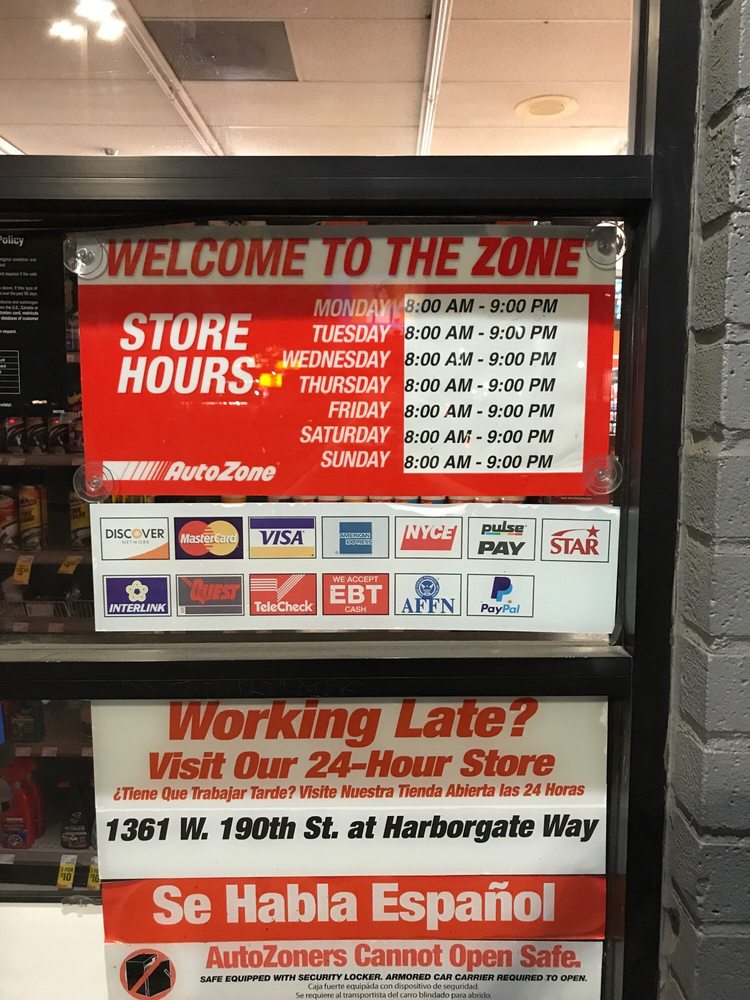 Policy
WELCOME TO THE ZONE
STORE HOURS
MONDAY 8:00 AM - 9:00 PM
TUESDAY 8:00 AM - 9:00 PM
WEDNESDAY 8:00 AM - 9:00 PM
THURSDAY 8:00 AM - 9:00 PM
FRIDAY 8:00 AM - 9:00 PM
SATURDAY 8:00 AM - 9:00 PM
SUNDAY 8:00 AM - 9:00 PM
AutoZone
DISCOVER NETWORK MasterCard VISA AMERICAN EXPRESS NYCE pulse PAY STAR
INTERLINK QUEST TeleCheck WE ACCEPT EBT CASH AFFN PayPal
Working Late?
Visit Our 24-Hour Store
¿Tiene Que Trabajar Tarde? Visite Nuestra Tienda Abierta las 24 Horas
1361 W. 190th St. at Harborgate Way
Se Habla Español
AutoZoners Cannot Open Safe.
SAFE EQUIPPED WITH SECURITY LOCKER. ARMORED CAR CARRIER REQUIRED TO OPEN.
Caja fuerte equipada con dispositivo de seguridad.
Se requiere al transportista del carro blindado para abrirlo.